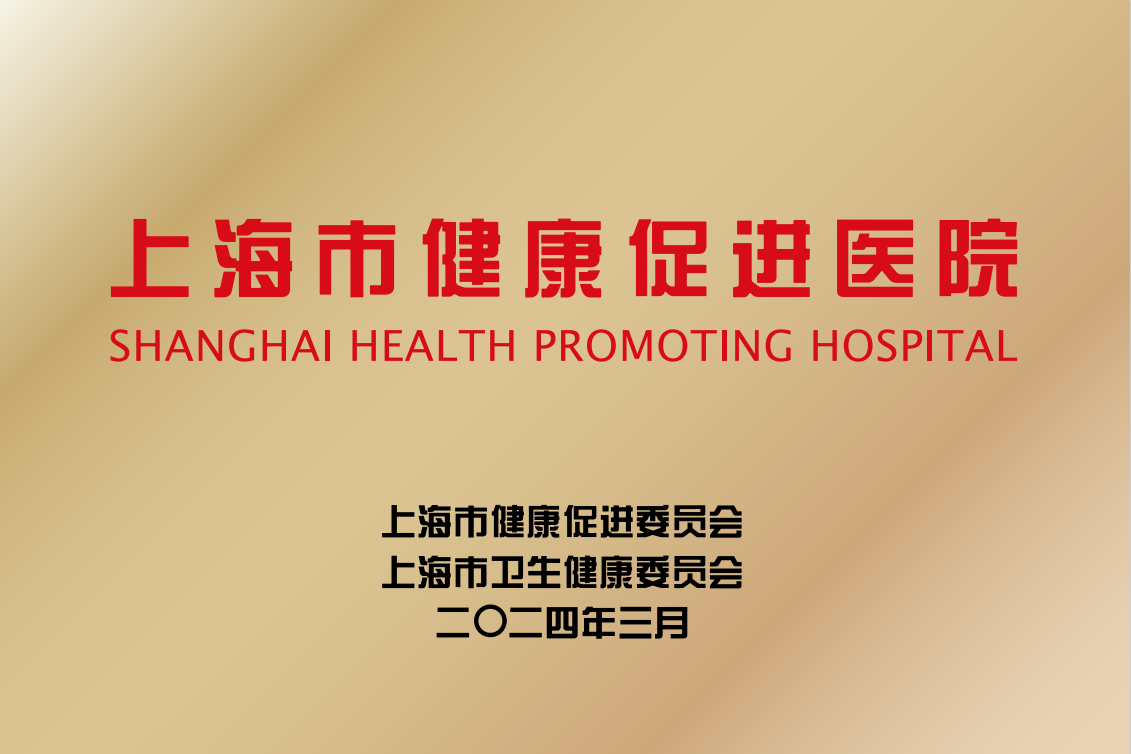 上海市健康促进医院
SHANGHAI HEALTH PROMOTING HOSPITAL
上海市健康促进委员会
上海市卫生健康委员会
二〇二四年三月